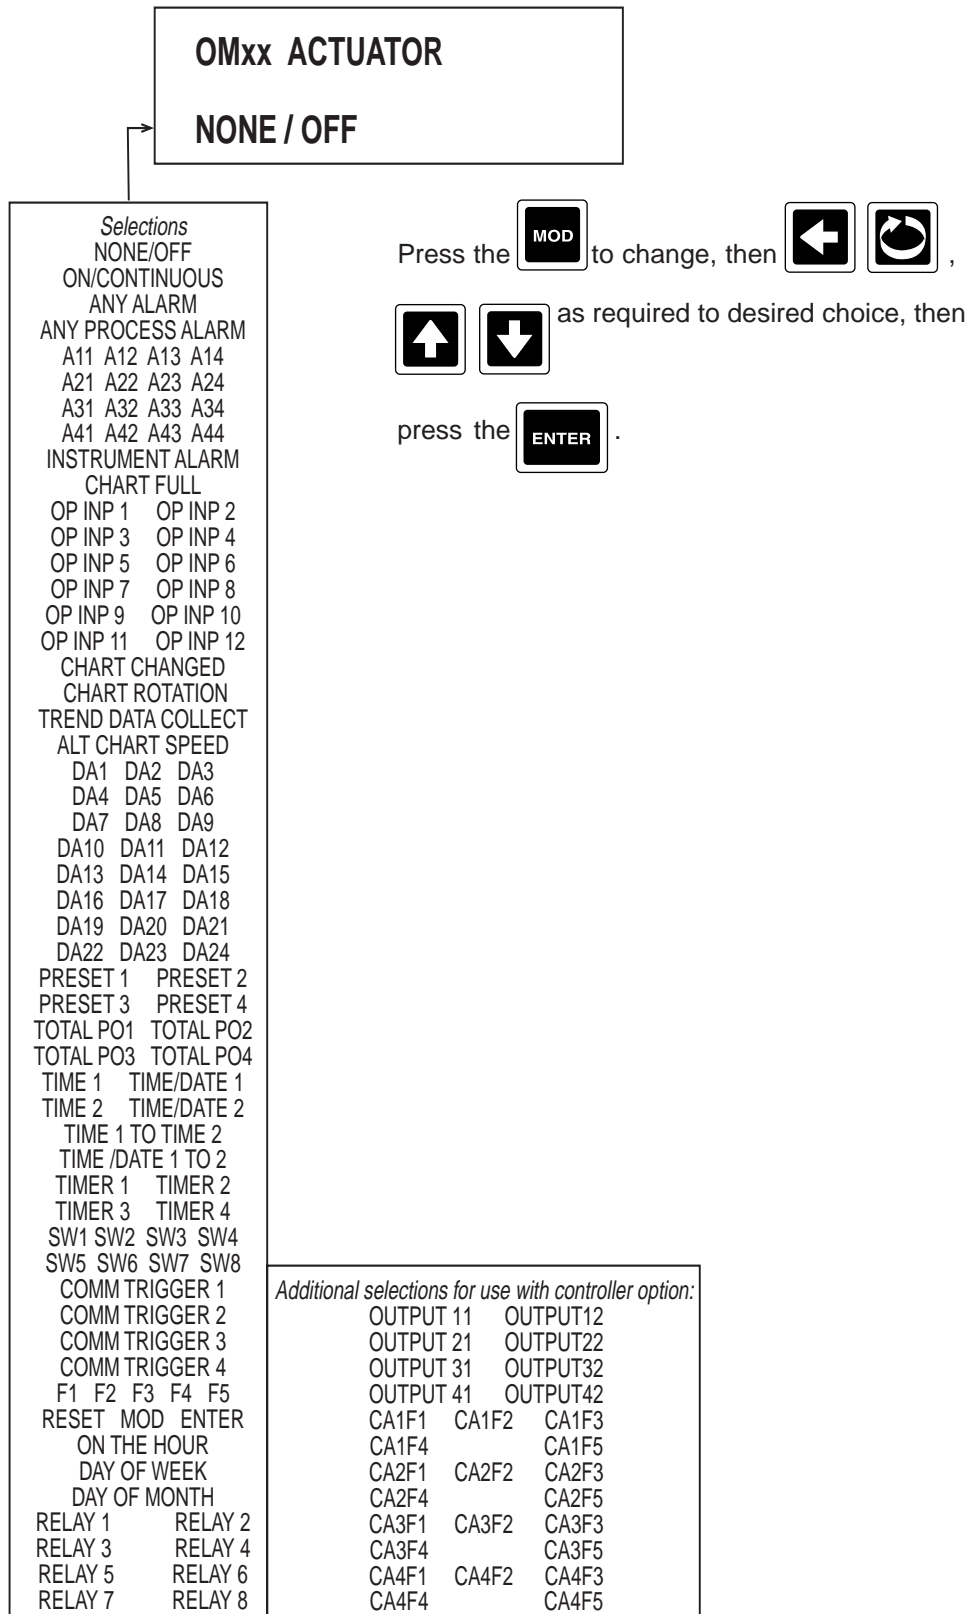 OMxx ACTUATOR
NONE / OFF
Selections
NONE/OFF
ON/CONTINUOUS
ANY ALARM
ANY PROCESS ALARM
A11 A12 A13 A14
A21 A22 A23 A24
A31 A32 A33 A34
A41 A42 A43 A44
INSTRUMENT ALARM
CHART FULL
OP INP 1 OP INP 2
OP INP 3 OP INP 4
OP INP 5 OP INP 6
OP INP 7 OP INP 8
OP INP 9 OP INP 10
OP INP 11 OP INP 12
CHART CHANGED
CHART ROTATION
TREND DATA COLLECT
ALT CHART SPEED
DA1 DA2 DA3
DA4 DA5 DA6
DA7 DA8 DA9
DA10 DA11 DA12
DA13 DA14 DA15
DA16 DA17 DA18
DA19 DA20 DA21
DA22 DA23 DA24
PRESET 1 PRESET 2
PRESET 3 PRESET 4
TOTAL PO1 TOTAL PO2
TOTAL PO3 TOTAL PO4
TIME 1 TIME/DATE 1
TIME 2 TIME/DATE 2
TIME 1 TO TIME 2
TIME /DATE 1 TO 2
TIMER 1 TIMER 2
TIMER 3 TIMER 4
SW1 SW2 SW3 SW4
SW5 SW6 SW7 SW8
COMM TRIGGER 1
COMM TRIGGER 2
COMM TRIGGER 3
COMM TRIGGER 4
F1 F2 F3 F4 F5
RESET MOD ENTER
ON THE HOUR
DAY OF WEEK
DAY OF MONTH
RELAY 1 RELAY 2
RELAY 3 RELAY 4
RELAY 5 RELAY 6
RELAY 7 RELAY 8
Press the MOD to change, then ,
as required to desired choice, then
press the ENTER .
Additional selections for use with controller option:
OUTPUT 11 OUTPUT12
OUTPUT 21 OUTPUT22
OUTPUT 31 OUTPUT32
OUTPUT 41 OUTPUT42
CA1F1 CA1F2 CA1F3
CA1F4 CA1F5
CA2F1 CA2F2 CA2F3
CA2F4 CA2F5
CA3F1 CA3F2 CA3F3
CA3F4 CA3F5
CA4F1 CA4F2 CA4F3
CA4F4 CA4F5